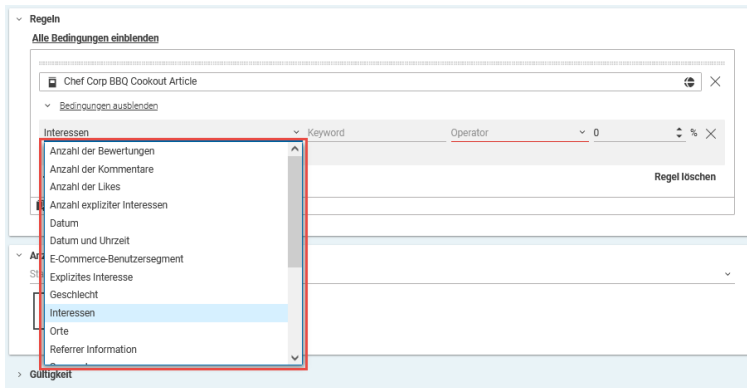 Regeln
Alle Bedingungen einblenden
Chef Corp BBQ Cookout Article
Bedingungen ausblenden
Interessen Keyword Operator 0 %
Anzahl der Bewertungen
Anzahl der Kommentare
Anzahl der Likes
Regel löschen
Anzahl expliziter Interessen
Datum
Datum und Uhrzeit
E-Commerce-Benutzersegment
Explizites Interesse
Geschlecht
Interessen
Orte
Referrer Information
Gültigkeit